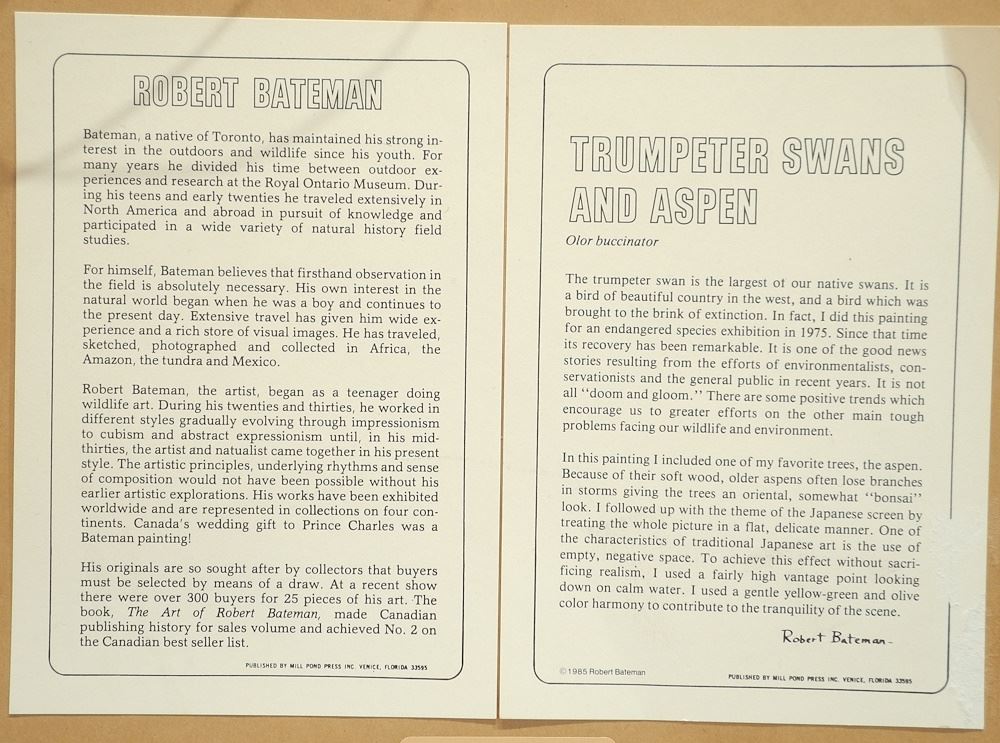 ROBERT BATEMAN
Bateman, a native of Toronto, has maintained his strong in-
terest in the outdoors and wildlife since his youth. For
many years he divided his time between outdoor ex-
periences and research at the Royal Ontario Museum. Dur-
ing his teens and early twenties he traveled extensively in
North America and abroad in pursuit of knowledge and
participated in a wide variety of natural history field
studies.
For himself, Bateman believes that firsthand observation in
the field is absolutely necessary. His own interest in the
natural world began when he was a boy and continues to
the present day. Extensive travel has given him wide ex-
perience and a rich store of visual images. He has traveled,
sketched, photographed and collected in Africa, the
Amazon, the tundra and Mexico.
Robert Bateman, the artist, began as a teenager doing
wildlife art. During his twenties and thirties, he worked in
different styles gradually evolving through impressionism
to cubism and abstract expressionism until, in his mid-
thirties, the artist and natualist came together in his present
style. The artistic principles, underlying rhythms and sense
of composition would not have been possible without his
earlier artistic explorations. His works have been exhibited
worldwide and are represented in collections on four con-
tinents. Canada's wedding gift to Prince Charles was a
Bateman painting!
His originals are so sought after by collectors that buyers
must be selected by means of a draw. At a recent show
there were over 300 buyers for 25 pieces of his art. The
book, The Art of Robert Bateman, made Canadian
publishing history for sales volume and achieved No. 2 on
the Canadian best seller list.
PUBLISHED BY MILL POND PRESS INC. VENICE, FLORIDA 33595
TRUMPETER SWANS
AND ASPEN
Olor buccinator
The trumpeter swan is the largest of our native swans. It is
a bird of beautiful country in the west, and a bird which was
brought to the brink of extinction. In fact, I did this painting
for an endangered species exhibition in 1975. Since that time
its recovery has been remarkable. It is one of the good news
stories resulting from the efforts of environmentalists, con-
servationists and the general public in recent years. It is not
all "doom and gloom." There are some positive trends which
encourage us to greater efforts on the other main tough
problems facing our wildlife and environment.
In this painting I included one of my favorite trees, the aspen.
Because of their soft wood, older aspens often lose branches
in storms giving the trees an oriental, somewhat "bonsai"
look. I followed up with the theme of the Japanese screen by
treating the whole picture in a flat, delicate manner. One of
the characteristics of traditional Japanese art is the use of
empty, negative space. To achieve this effect without sacri-
ficing realism, I used a fairly high vantage point looking
down on calm water. I used a gentle yellow-green and olive
color harmony to contribute to the tranquility of the scene.
Robert Bateman-
©1985 Robert Bateman
PUBLISHED BY MILL POND PRESS INC. VENICE, FLORIDA 33595